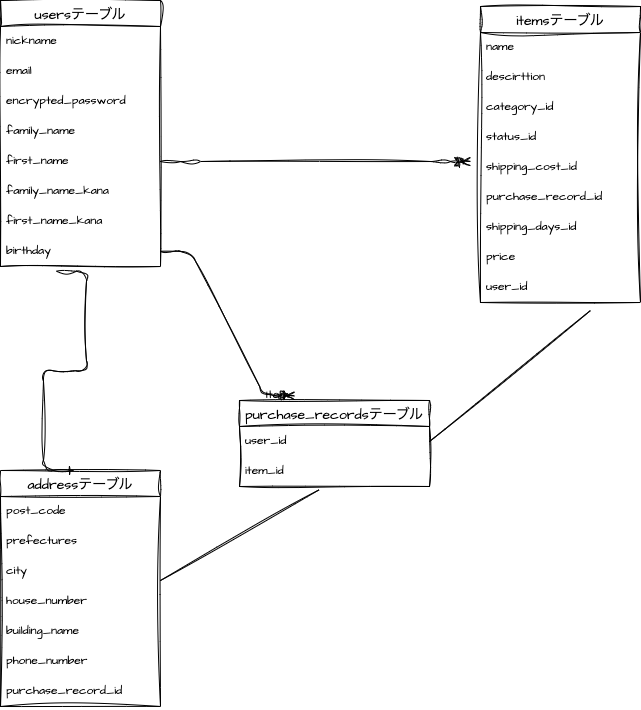 usersテーブル
nickname
email
encrypted_password
family_name
first_name
family_name_kana
first_name_kana
birthday
itemsテーブル
name
descirttion
category_id
status_id
shipping_cost_id
purchase_record_id
shipping_days_id
price
user_id
purchase_recordsテーブル
user_id
item_id
addressテーブル
post_code
prefectures
city
house_number
building_name
phone_number
purchase_record_id